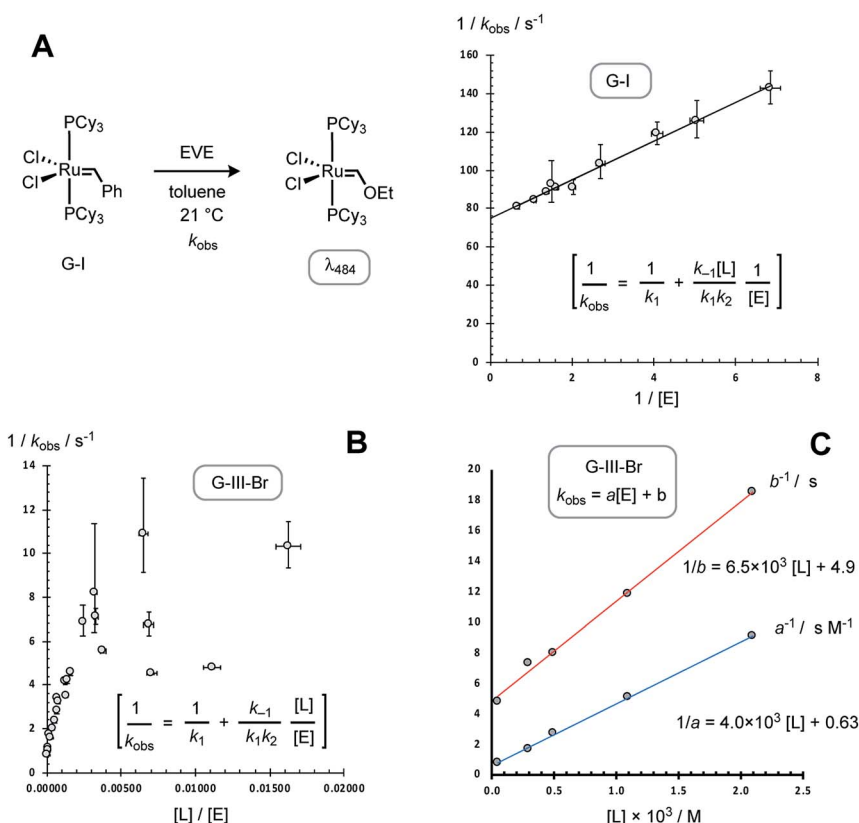 A
PCy3
Cl
Cl
Ru
Ph
PCy3
G-I
EVE
toluene
21 °C
kobs
PCy3
Cl
Cl
Ru
OEt
PCy3
λ484
1 / kobs / s-1
160
140
120
100
80
60
40
20
0
0 2 4 6 8
1 / [E]
G-I
[ 1/kobs = 1/k1 + k–1[L]/k1k2 1/[E] ]
B
1 / kobs / s-1
14
12
10
8
6
4
2
0
0.00000 0.00500 0.01000 0.01500 0.02000
[L] / [E]
G-III-Br
[ 1/kobs = 1/k1 + k–1/k1k2 [L]/[E] ]
C
G-III-Br
kobs = a[E] + b
20
18
16
14
12
10
8
6
4
2
0
0.0 0.5 1.0 1.5 2.0 2.5
[L] × 10³ / M
b-1 / s
1/b = 6.5×10³ [L] + 4.9
a-1 / s M-1
1/a = 4.0×10³ [L] + 0.63